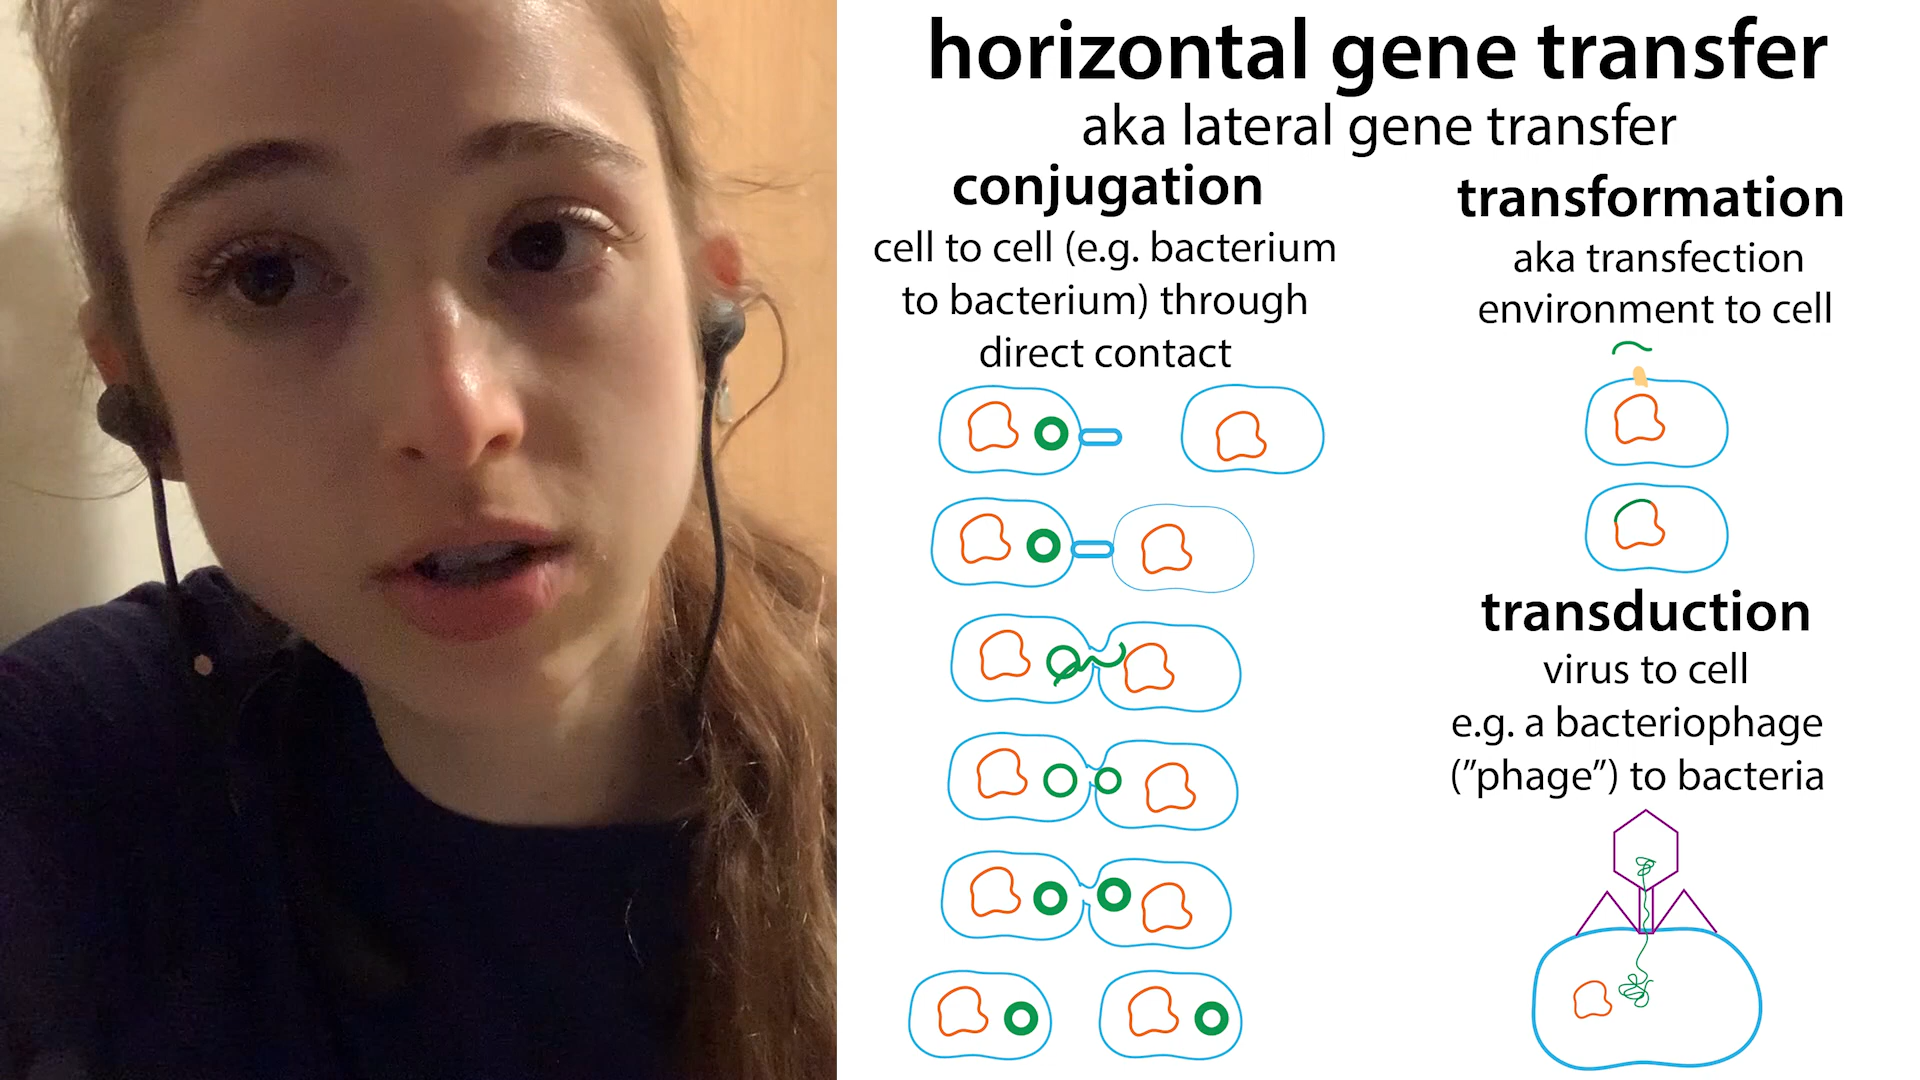 horizontal gene transfer
aka lateral gene transfer
conjugation
cell to cell (e.g. bacterium
to bacterium) through
direct contact
transformation
aka transfection
environment to cell
transduction
virus to cell
e.g. a bacteriophage
(”phage”) to bacteria